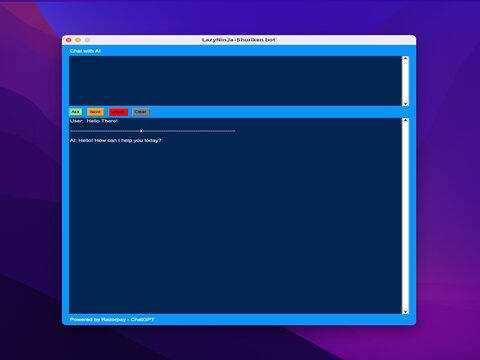 LazyNinJa-Shuriken bot
Chat with AI
Ask Save Clear
User: Hello There!
-----------------------------------x---------------------------------------------
AI: Hello! How can I help you today?
Powered by Razorpay - ChatGPT